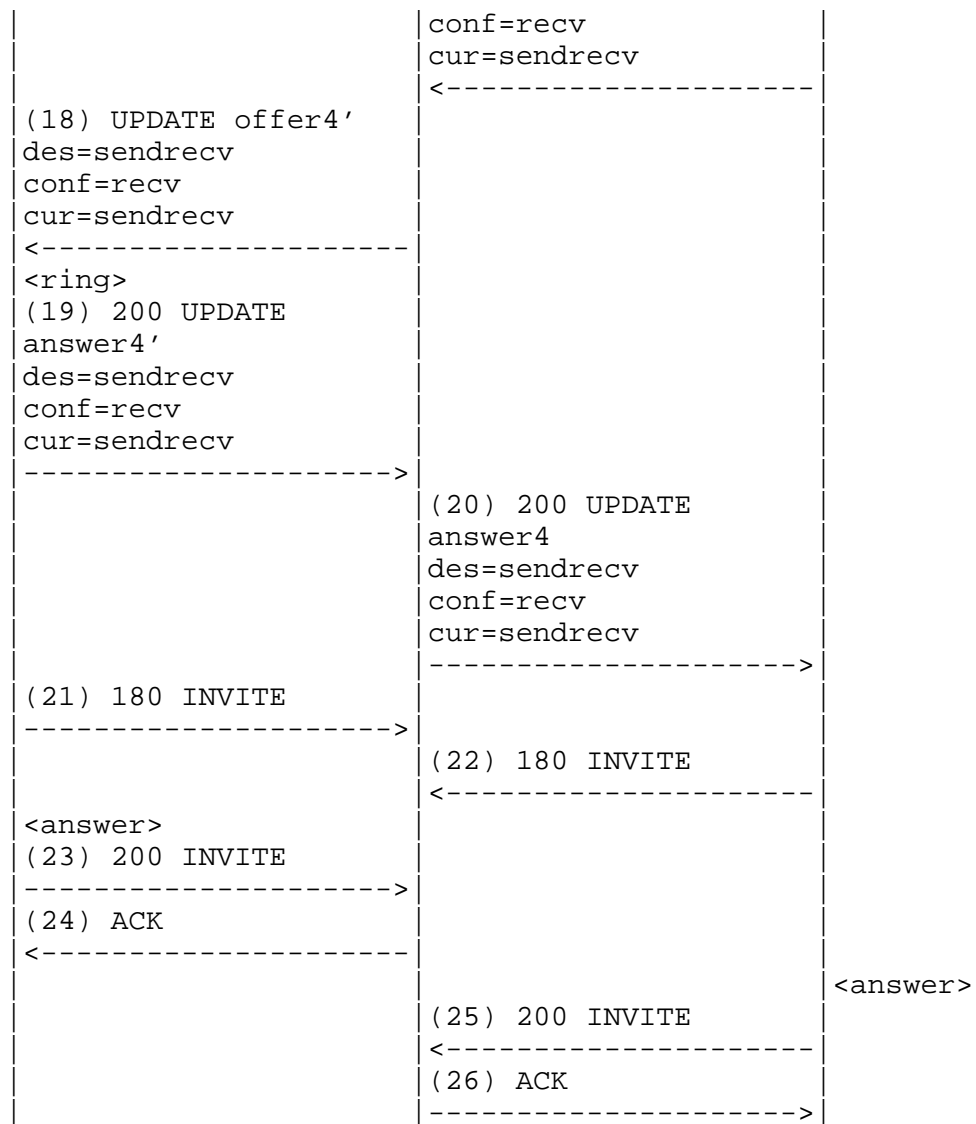 |                       |conf=recv              |
|                       |cur=sendrecv           |
|                       |<----------------------|
|(18) UPDATE offer4'    |                       |
|des=sendrecv           |                       |
|conf=recv              |                       |
|cur=sendrecv           |                       |
|<----------------------|                       |
|<ring>                 |                       |
|(19) 200 UPDATE        |                       |
|answer4'               |                       |
|des=sendrecv           |                       |
|conf=recv              |                       |
|cur=sendrecv           |                       |
|--------------------->|                       |
|                       |(20) 200 UPDATE        |
|                       |answer4                |
|                       |des=sendrecv           |
|                       |conf=recv              |
|                       |cur=sendrecv           |
|                       |--------------------->|
|(21) 180 INVITE        |                       |
|--------------------->|                       |
|                       |(22) 180 INVITE        |
|                       |<----------------------|
|<answer>               |                       |
|(23) 200 INVITE        |                       |
|--------------------->|                       |
|(24) ACK               |                       |
|<----------------------|                       |
|                       |                       |<answer>
|                       |(25) 200 INVITE        |
|                       |<----------------------|
|                       |(26) ACK               |
|                       |--------------------->|